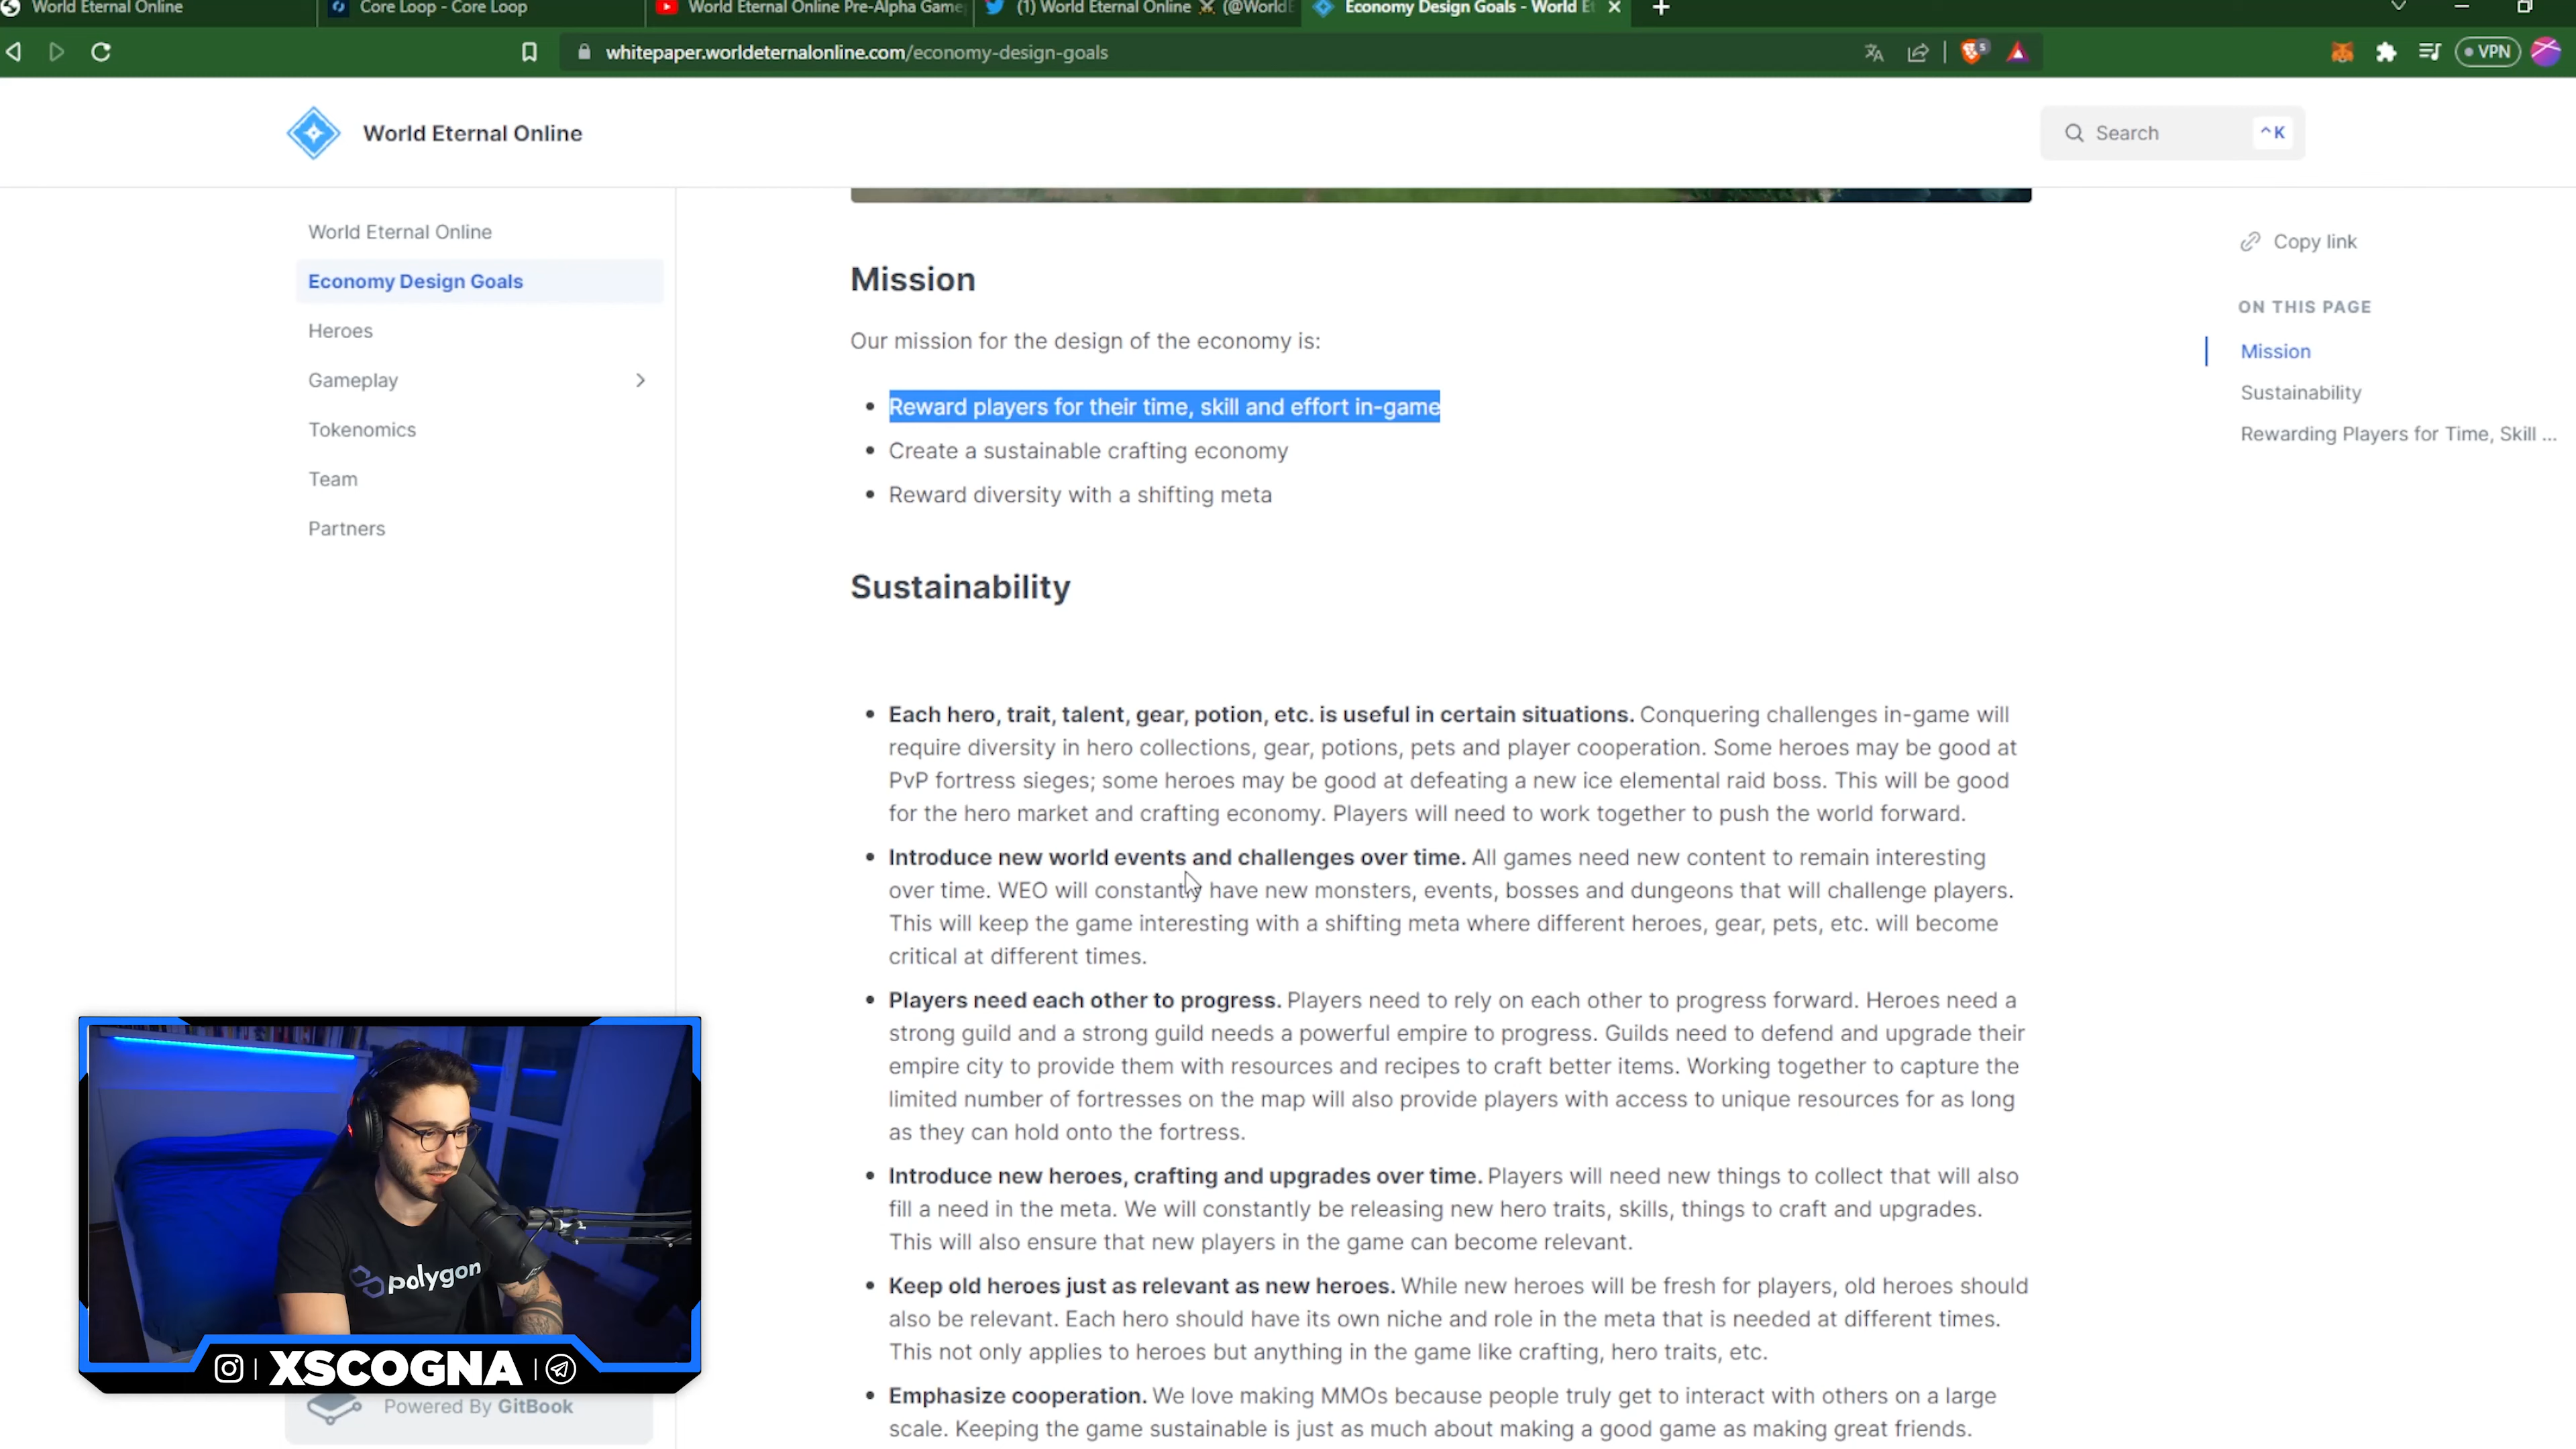 World Eternal Online
Core Loop - Core Loop
World Eternal Online Pre-Alpha Game
(1) World Eternal Online ⚔️ (@WorldE
Economy Design Goals - World Et
whitepaper.worldeternalonline.com/economy-design-goals
5
VPN
World Eternal Online
Search
^K
World Eternal Online
Economy Design Goals
Heroes
Gameplay
Tokenomics
Team
Partners
Mission
Our mission for the design of the economy is:
• Reward players for their time, skill and effort in-game
• Create a sustainable crafting economy
• Reward diversity with a shifting meta
Sustainability
• Each hero, trait, talent, gear, potion, etc. is useful in certain situations. Conquering challenges in-game will
require diversity in hero collections, gear, potions, pets and player cooperation. Some heroes may be good at
PvP fortress sieges; some heroes may be good at defeating a new ice elemental raid boss. This will be good
for the hero market and crafting economy. Players will need to work together to push the world forward.
• Introduce new world events and challenges over time. All games need new content to remain interesting
over time. WEO will constantly have new monsters, events, bosses and dungeons that will challenge players.
This will keep the game interesting with a shifting meta where different heroes, gear, pets, etc. will become
critical at different times.
• Players need each other to progress. Players need to rely on each other to progress forward. Heroes need a
strong guild and a strong guild needs a powerful empire to progress. Guilds need to defend and upgrade their
empire city to provide them with resources and recipes to craft better items. Working together to capture the
limited number of fortresses on the map will also provide players with access to unique resources for as long
as they can hold onto the fortress.
• Introduce new heroes, crafting and upgrades over time. Players will need new things to collect that will also
fill a need in the meta. We will constantly be releasing new hero traits, skills, things to craft and upgrades.
This will also ensure that new players in the game can become relevant.
• Keep old heroes just as relevant as new heroes. While new heroes will be fresh for players, old heroes should
also be relevant. Each hero should have its own niche and role in the meta that is needed at different times.
This not only applies to heroes but anything in the game like crafting, hero traits, etc.
• Emphasize cooperation. We love making MMOs because people truly get to interact with others on a large
scale. Keeping the game sustainable is just as much about making a good game as making great friends.
Copy link
ON THIS PAGE
Mission
Sustainability
Rewarding Players for Time, Skill ...
polygon
XSCOGNA
Powered By GitBook